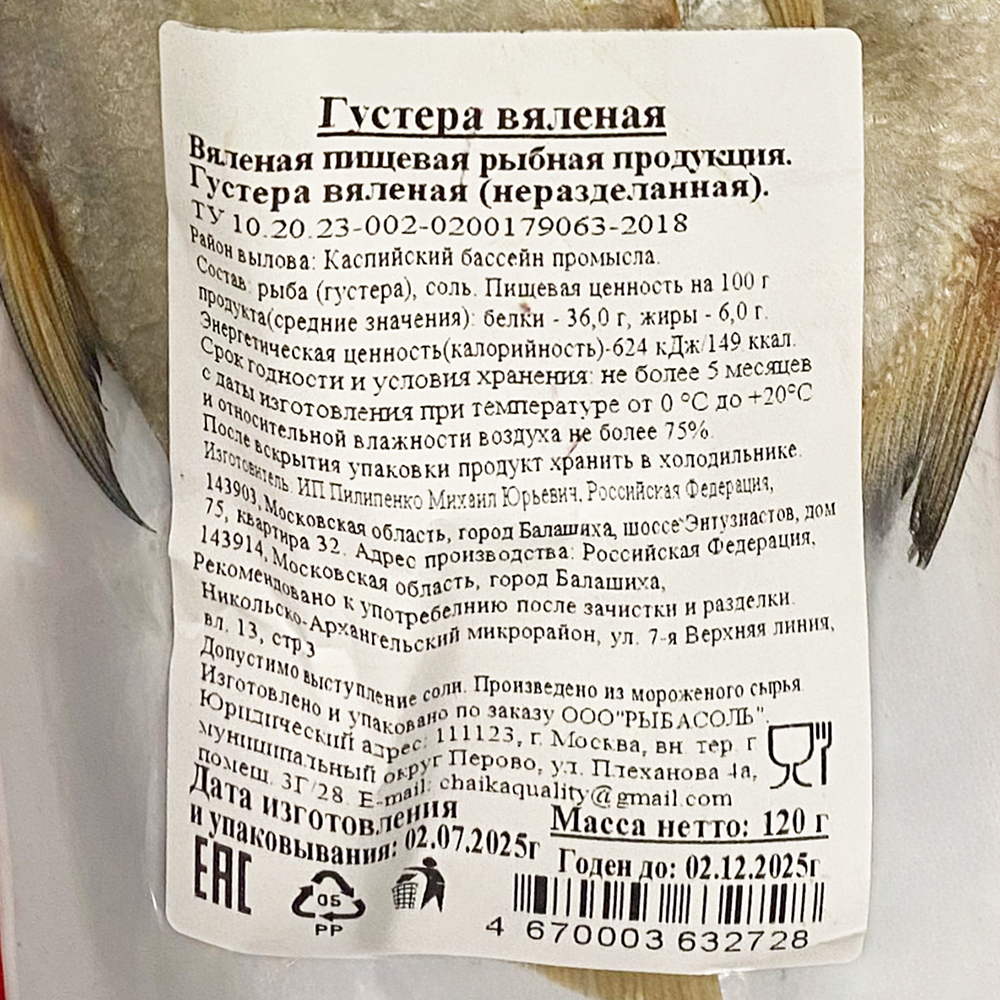 Густера вяленая
Вяленая пищевая рыбная продукция.
Густера вяленая (неразделанная).
ТУ 10.20.23-002-0200179063-2018
Район вылова: Каспийский бассейн промысла.
Состав: рыба (густера), соль. Пищевая ценность на 100 г
продукта(средние значения): белки - 36,0 г, жиры - 6,0 г.
Энергетическая ценность(калорийность)-624 кДж/149 ккал.
Срок годности и условия хранения: не более 5 месяцев
с даты изготовления при температуре от 0 °С до +20°С
и относительной влажности воздуха не более 75%.
После вскрытия упаковки продукт хранить в холодильнике.
Изготовитель: ИП Пилипенко Михаил Юрьевич. Российская Федерация,
143903, Московская область, город Балашиха, шоссе Энтузиастов, дом
75, квартира 32. Адрес производства: Российская Федерация,
143914, Московская область, город Балашиха,
Рекомендовано к употребелнию после зачистки и разделки.
Никольско-Архангельский микрорайон, ул. 7-я Верхняя линия,
вл. 13, стр 3
Допустимо выступление соли. Произведено из мороженого сырья.
Изготовлено и упаковано по заказу ООО"РЫБАСОЛЬ".
Юридический адрес: 111123, г. Москва, вн. тер. г.
муниципальный округ Перово, ул. Плеханова 4а,
помещ. 3Г/28. E-mail: chaikaquality@gmail.com
Дата изготовления
и упаковывания: 02.07.2025г
Масса нетто: 120 г
Годен до: 02.12.2025г
EAC
05
PP
4 670003 632728